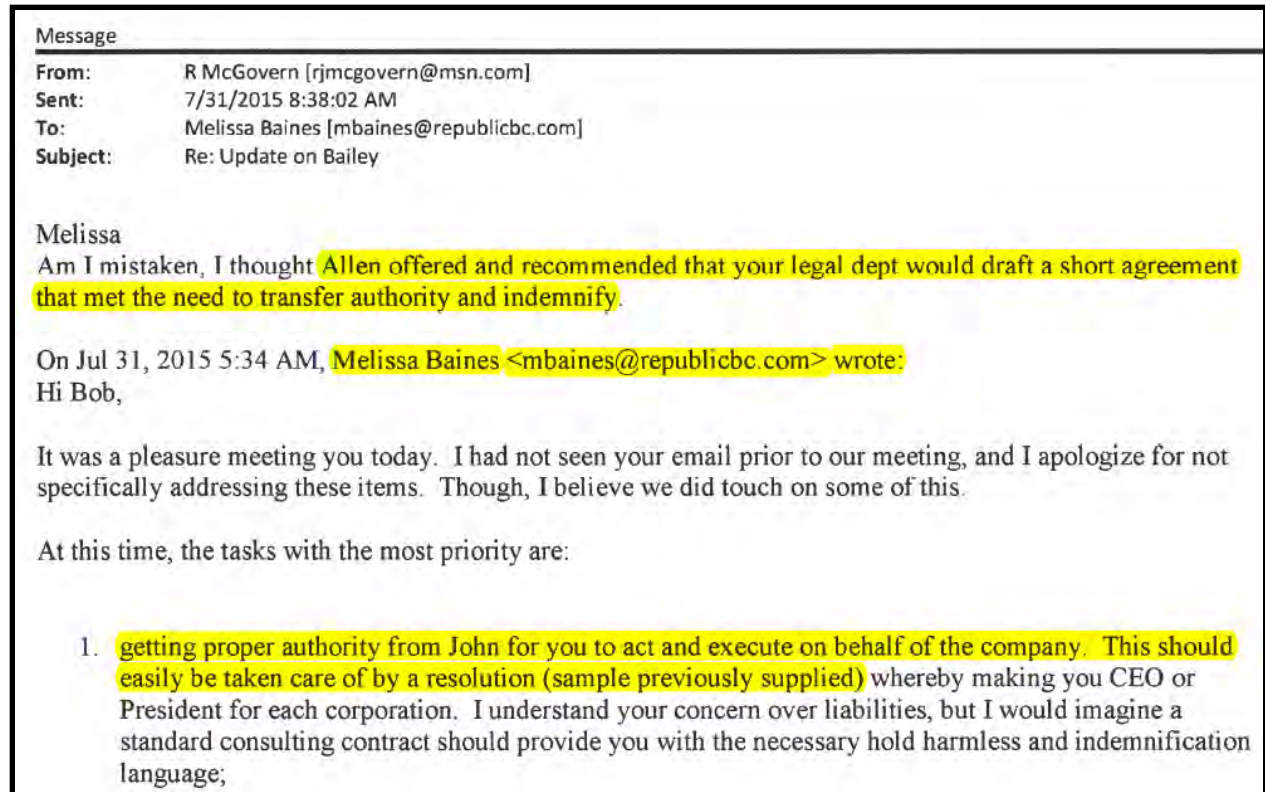 Message
From: R McGovern [rjmcgovern@msn.com]
Sent: 7/31/2015 8:38:02 AM
To: Melissa Baines [mbaines@republicbc.com]
Subject: Re: Update on Bailey
Melissa
Am I mistaken, I thought Allen offered and recommended that your legal dept would draft a short agreement
that met the need to transfer authority and indemnify.
On Jul 31, 2015 5:34 AM, Melissa Baines <mbaines@republicbc.com> wrote:
Hi Bob,
It was a pleasure meeting you today. I had not seen your email prior to our meeting, and I apologize for not
specifically addressing these items. Though, I believe we did touch on some of this.
At this time, the tasks with the most priority are:
1. getting proper authority from John for you to act and execute on behalf of the company. This should
easily be taken care of by a resolution (sample previously supplied) whereby making you CEO or
President for each corporation. I understand your concern over liabilities, but I would imagine a
standard consulting contract should provide you with the necessary hold harmless and indemnification
language;